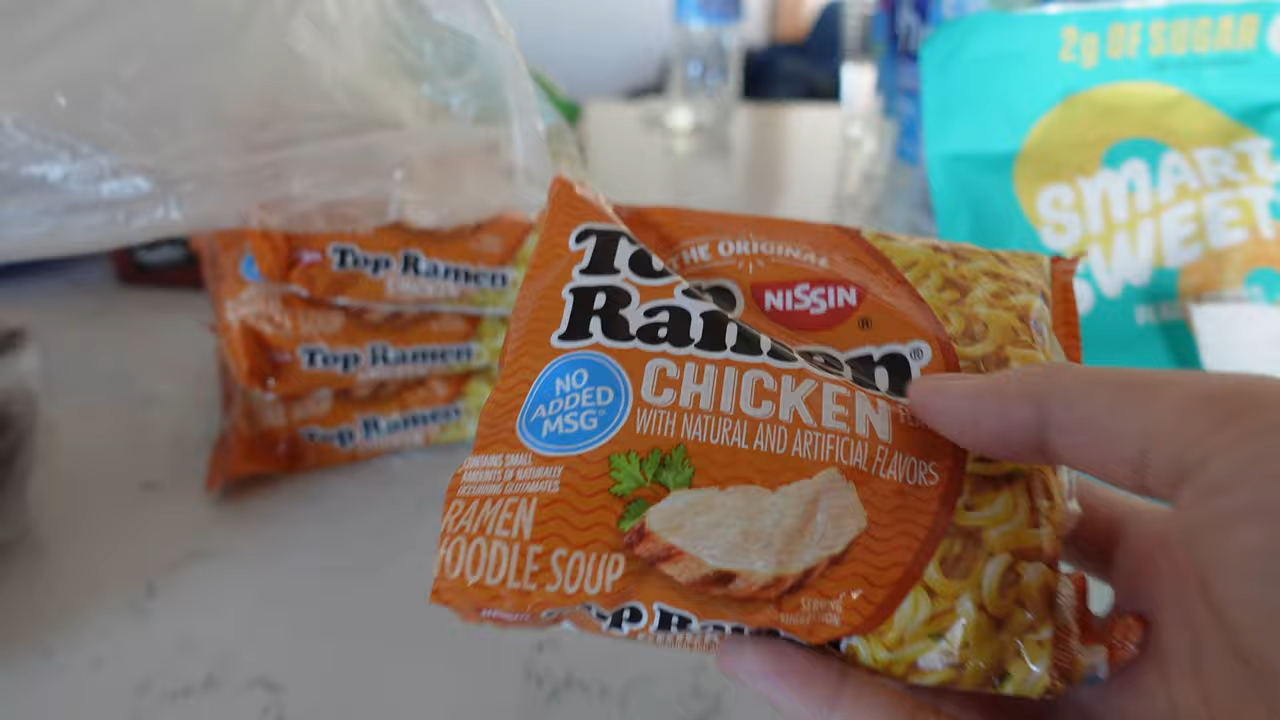 2g OF SUGAR
SMART
SWEET
Top Ramen
Top Ramen
Top Ramen
THE ORIGINAL
NISSIN
®
Top
Ramen®
CHICKEN
WITH NATURAL AND ARTIFICIAL FLAVORS
NO
ADDED
MSG°
CONTAINS SMALL
AMOUNTS OF NATURALLY
OCCURRING GLUTAMATES
RAMEN
OODLE SOUP
SERVING
SUGGESTION